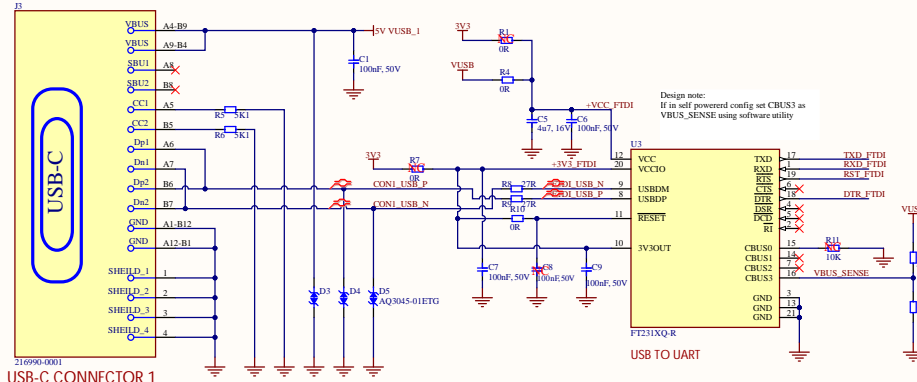 J3
VBUS A4-B9
VBUS A9-B4
SBU1 A8
SBU2 B8
CC1 A5
CC2 B5
Dp1 A6
Dn1 A7
Dp2 B6
Dn2 B7
GND A1-B12
GND A12-B1
SHEILD_1 1
SHEILD_2 2
SHEILD_3 3
SHEILD_4 4
USB-C
216990-0001
USB-C CONNECTOR 1
5V VUSB_1
C1
100nF, 50V
R5 5K1
R6 5K1
CON1_USB_P
CON1_USB_N
D3
D4
D5
AQ3045-01ETG
3V3
R1
0R
VUSB
R4
0R
+VCC_FTDI
C5
4u7, 16V
C6
100nF, 50V
3V3
R7
0R
+3V3_FTDI
R8 27R
R9 27R
R10
0R
C7
100nF, 50V
C8
100nF, 50V
C9
100nF, 50V
Design note:
If in self powererd config set CBUS3 as
VBUS_SENSE using software utility
U3
12 VCC
20 VCCIO
9 USBDM
8 USBDP
11 RESET
10 3V3OUT
TXD 17 TXD_FTDI
RXD 1 RXD_FTDI
RTS 19 RST_FTDI
CTS 6
DTR 18 DTR_FTDI
DSR 4
DCD 5
RI 2
CBUS0 15
CBUS1 14
CBUS2 7
CBUS3 16 VBUS_SENSE
GND 3
GND 13
GND 21
R11
10K
FT231XQ-R
USB TO UART